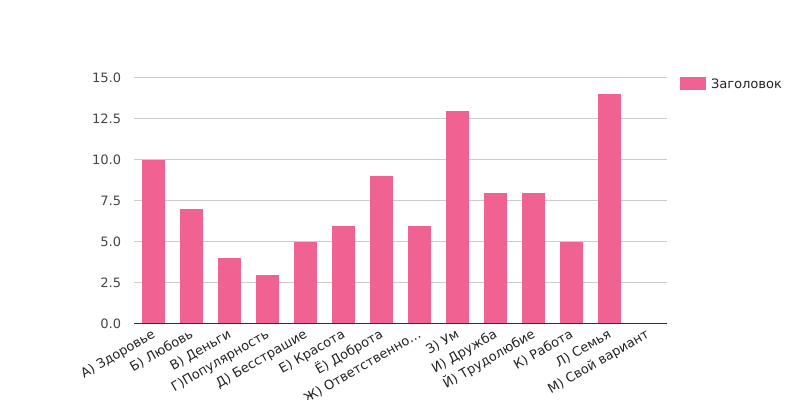 15.0
12.5
10.0
7.5
5.0
2.5
0.0
Заголовок
А) Здоровье
Б) Любовь
В) Деньги
Г)Популярность
Д) Бесстрашие
Е) Красота
Ё) Доброта
Ж) Ответственно...
З) Ум
И) Дружба
Й) Трудолюбие
К) Работа
Л) Семья
М) Свой вариант